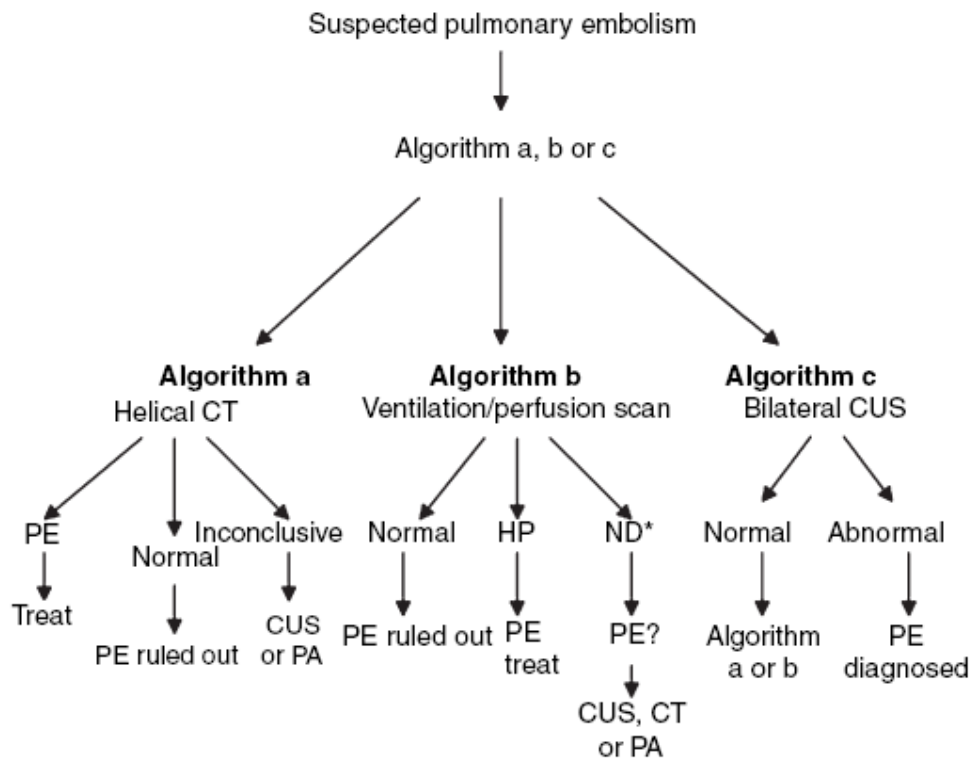 Suspected pulmonary embolism
Algorithm a, b or c
Algorithm a
Helical CT
PE
Treat
Normal
PE ruled out
Inconclusive
CUS
or PA
Algorithm b
Ventilation/perfusion scan
Normal
PE ruled out
HP
PE
treat
ND*
PE?
CUS, CT
or PA
Algorithm c
Bilateral CUS
Normal
Algorithm
a or b
Abnormal
PE
diagnosed